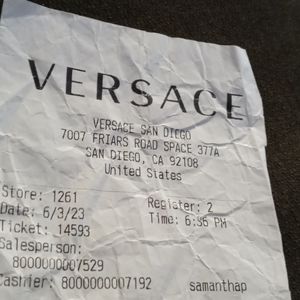 VERSACE
VERSACE SAN DIEGO
7007 FRIARS ROAD SPACE 377A
SAN DIEGO, CA 92108
United States
Store: 1261 Register: 2
Date: 6/3/23 Time: 6:36 PM
Ticket: 14593
Salesperson:
8000000007529
Cashier: 8000000007192 samanthap